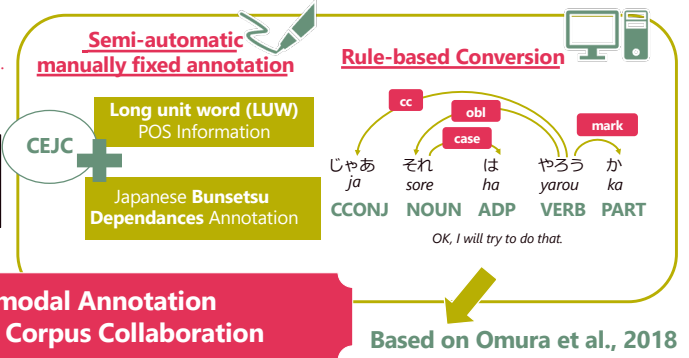 Semi-automatic
manually fixed annotation
Rule-based Conversion
CEJC
Long unit word (LUW)
POS Information
Japanese Bunsetsu
Dependances Annotation
cc
obl
case
mark
じゃあ それ は やろう か
ja sore ha yarou ka
CCONJ NOUN ADP VERB PART
OK, I will try to do that.
modal Annotation
Corpus Collaboration
Based on Omura et al., 2018